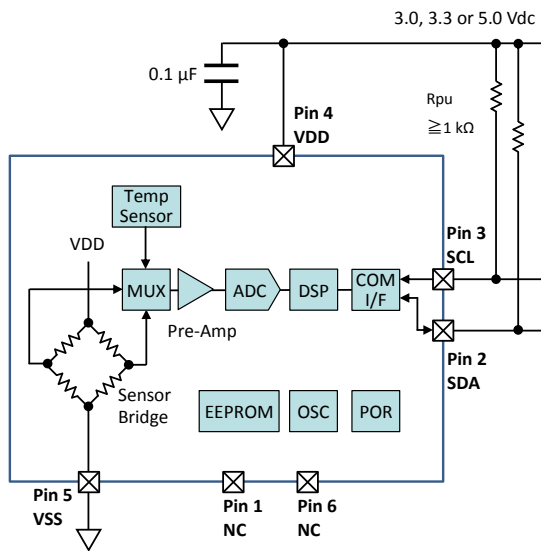 3.0, 3.3 or 5.0 Vdc
0.1 µF
Rpu
≧1 kΩ
Pin 4
VDD
Temp
Sensor
VDD
MUX
Pre-Amp
ADC
DSP
COM
I/F
Pin 3
SCL
Pin 2
SDA
Sensor
Bridge
EEPROM
OSC
POR
Pin 5
VSS
Pin 1
NC
Pin 6
NC